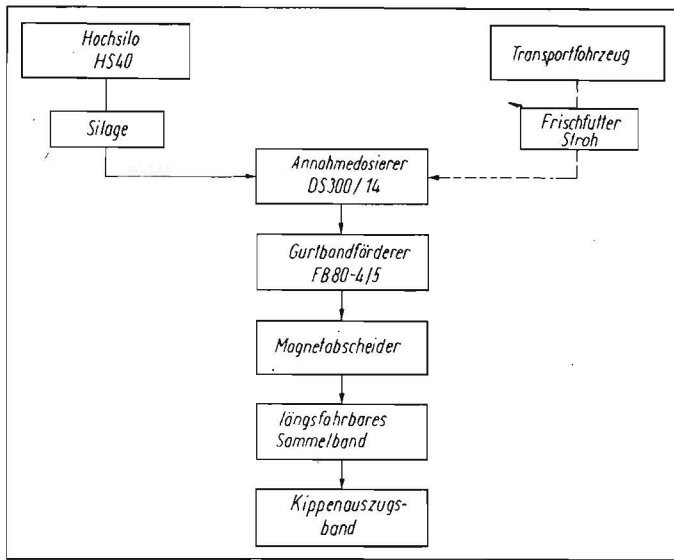 Hochsilo
HS40
Transportfahrzeug
Silage
Frischfutter
Stroh
Annahmedosierer
DS300/14
Gurtbandförderer
FB80-4/5
Magnetabscheider
längsfahrbares
Sammelband
Kippenauszugs-
band